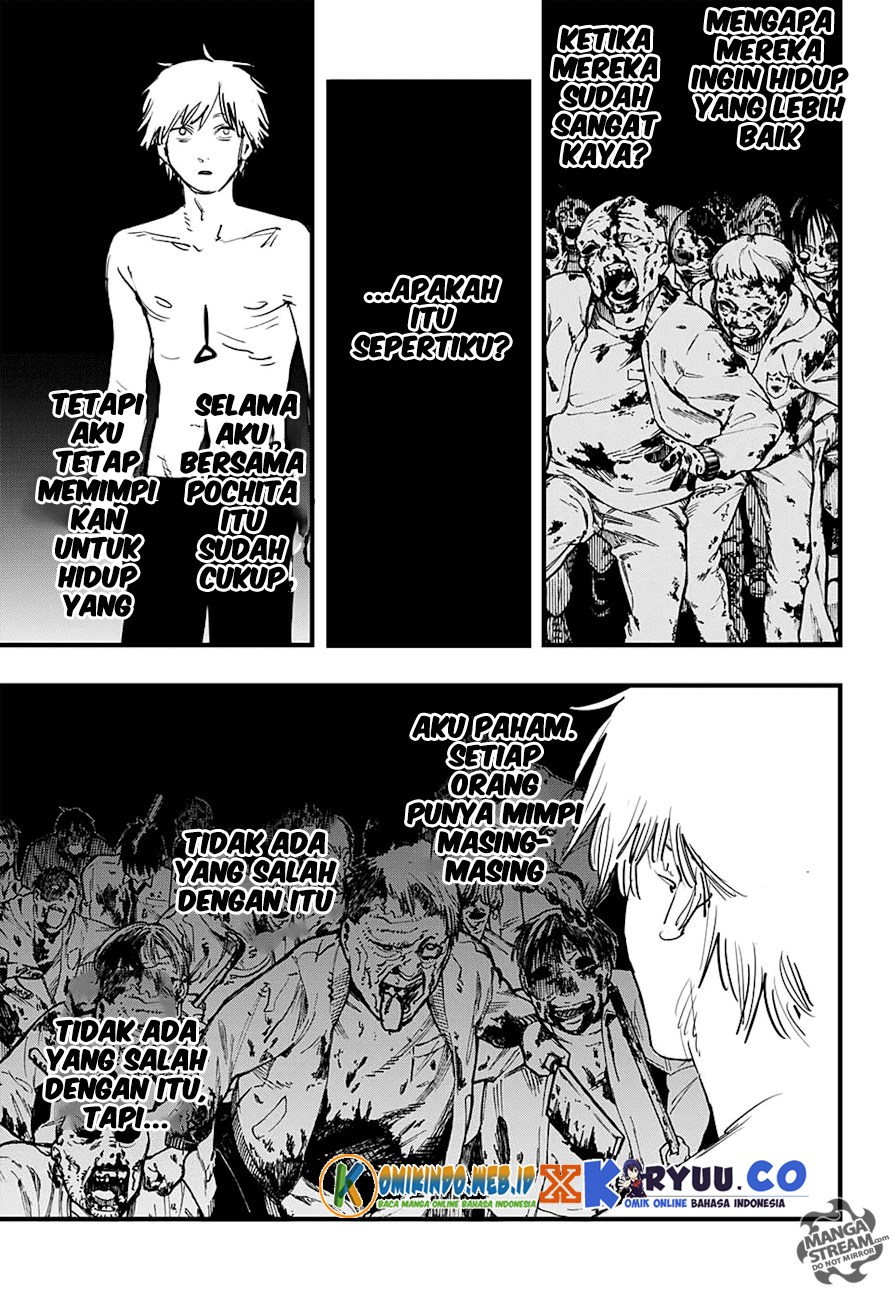 MENGAPA
MEREKA
INGIN HIDUP
YANG LEBIH
BAIK
KETIKA
MEREKA
SUDAH
SANGAT
KAYA?
...APAKAH
ITU
SEPERTIKU?
SELAMA
AKU
BERSAMA
POCHITA
ITU
SUDAH
CUKUP,
TETAPI
AKU
TETAP
MEMIMPI
KAN
UNTUK
HIDUP
YANG
AKU PAHAM.
SETIAP
ORANG
PUNYA MIMPI
MASING-
MASING
TIDAK ADA
YANG SALAH
DENGAN ITU
TIDAK ADA
YANG SALAH
DENGAN ITU,
TAPI...
KOMIKINDO.WEB.ID
BACA MANGA ONLINE BAHASA INDONESIA
X
KIRYUU.CO
OMIK ONLINE BAHASA INDONESIA
MANGA
STREAM.com
DO NOT MIRROR